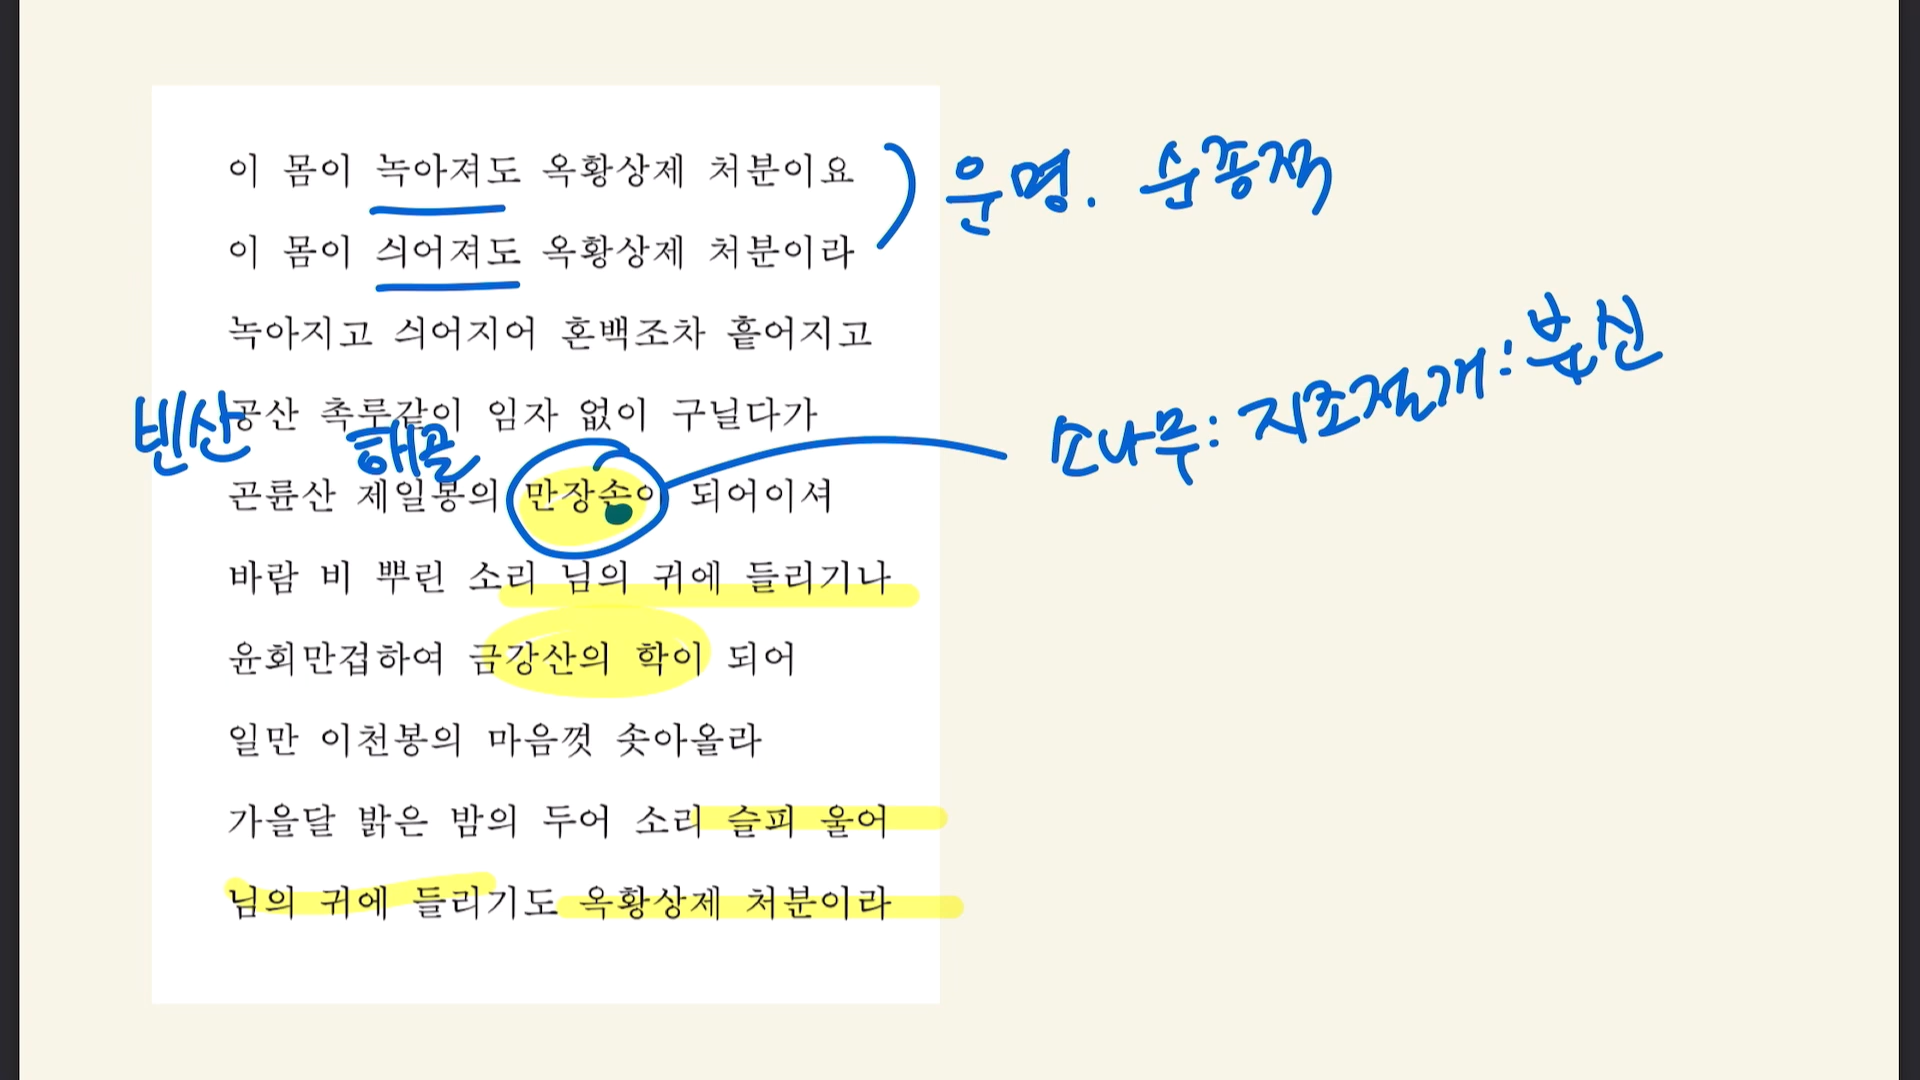 이 몸이 녹아져도 옥황상제 처분이요
이 몸이 싀어져도 옥황상제 처분이라
운명. 순종적
녹아지고 싀어지어 혼백조차 흩어지고
공산 촉루같이 임자 없이 구닐다가
빈산 해골
곤륜산 제일봉의 만장송이 되어이셔
소나무: 지조절개: 분신
바람 비 뿌린 소리 님의 귀에 들리기나
윤회만겁하여 금강산의 학이 되어
일만 이천봉의 마음껏 솟아올라
가을달 밝은 밤의 두어 소리 슬피 울어
님의 귀에 들리기도 옥황상제 처분이라